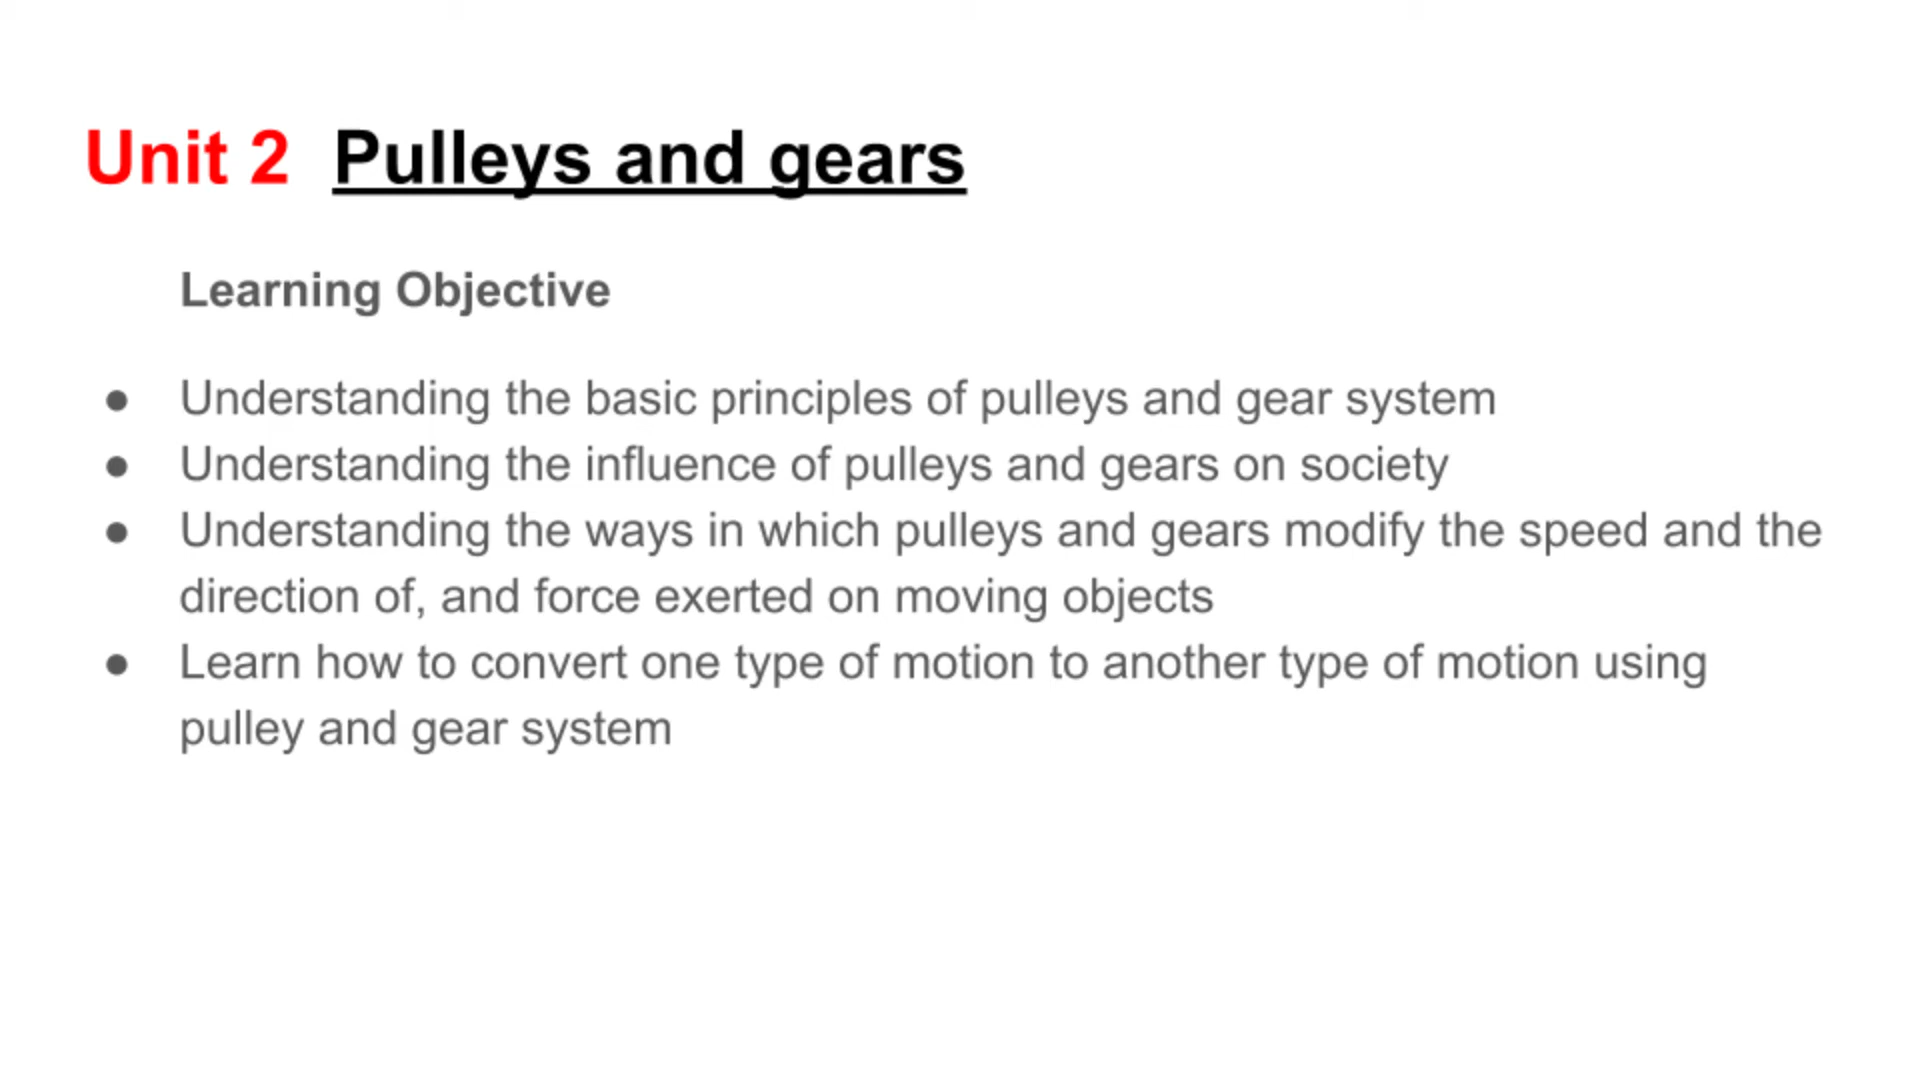 Unit 2 Pulleys and gears
Learning Objective
● Understanding the basic principles of pulleys and gear system
● Understanding the influence of pulleys and gears on society
● Understanding the ways in which pulleys and gears modify the speed and the
direction of, and force exerted on moving objects
● Learn how to convert one type of motion to another type of motion using
pulley and gear system